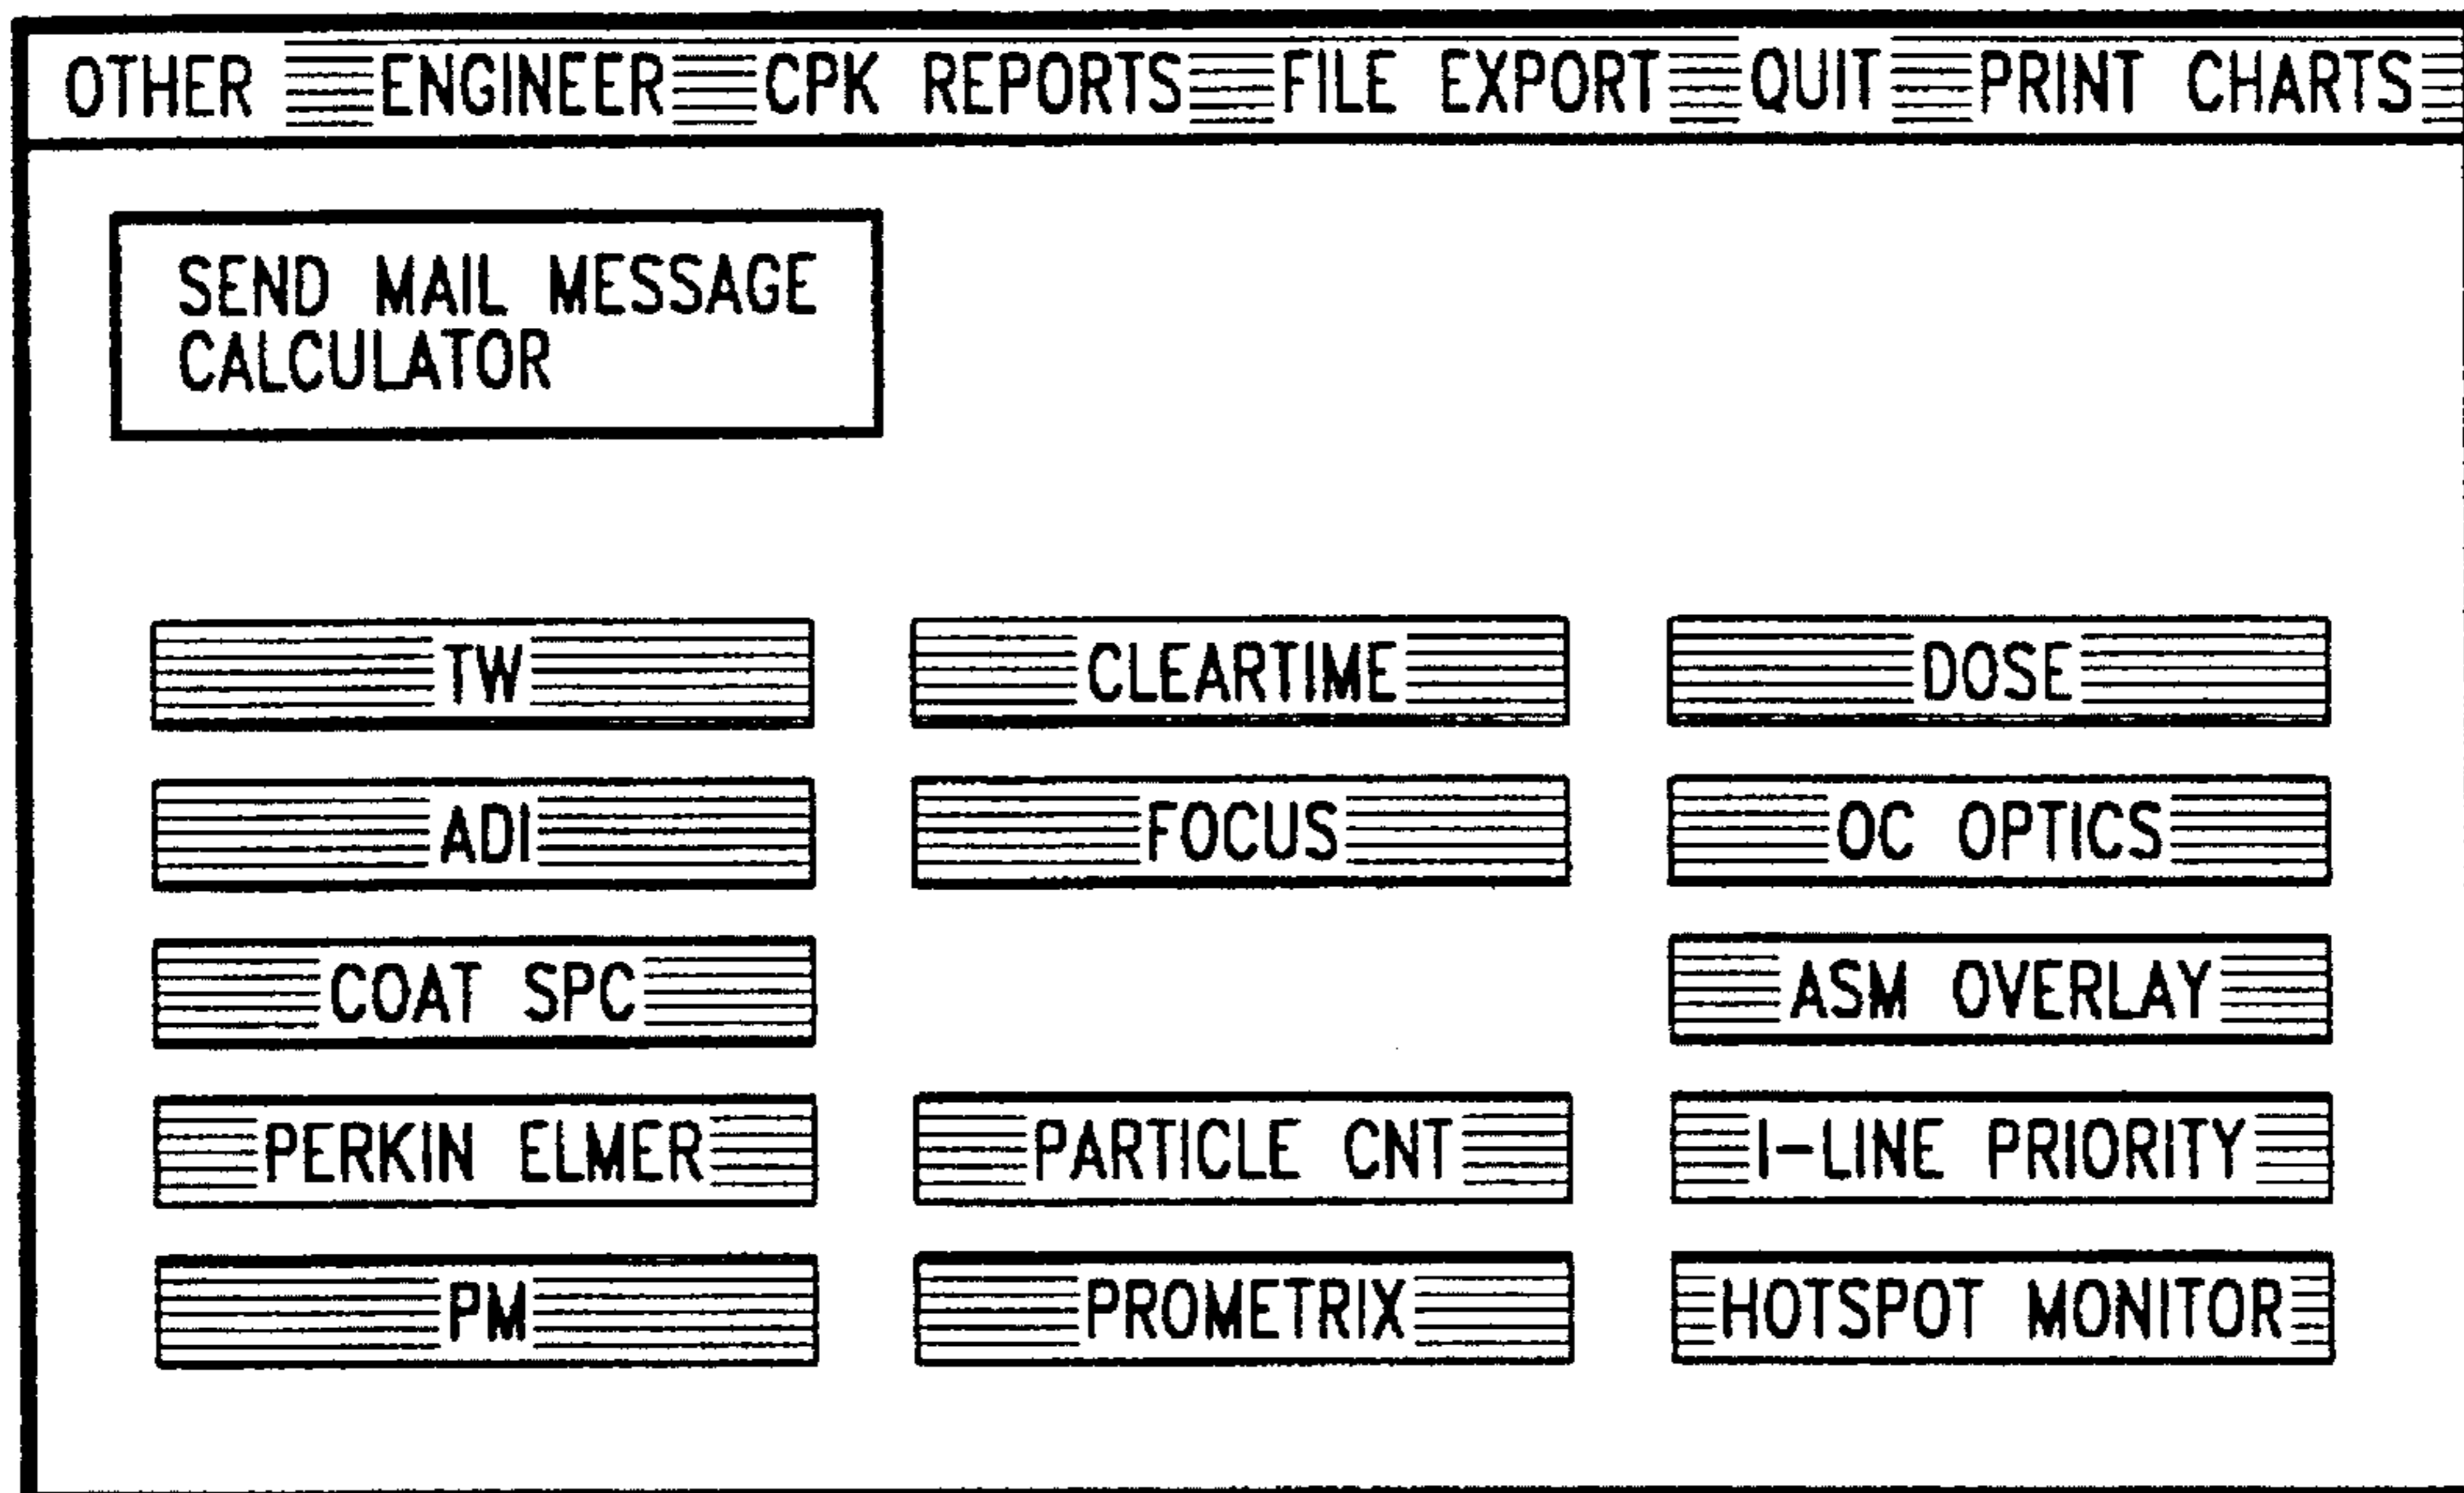 OTHER ENGINEER CPK REPORTS FILE EXPORT QUIT PRINT CHARTS
SEND MAIL MESSAGE
CALCULATOR
TW CLEARTIME DOSE
ADI FOCUS OC OPTICS
COAT SPC ASM OVERLAY
PERKIN ELMER PARTICLE CNT I-LINE PRIORITY
PM PROMETRIX HOTSPOT MONITOR